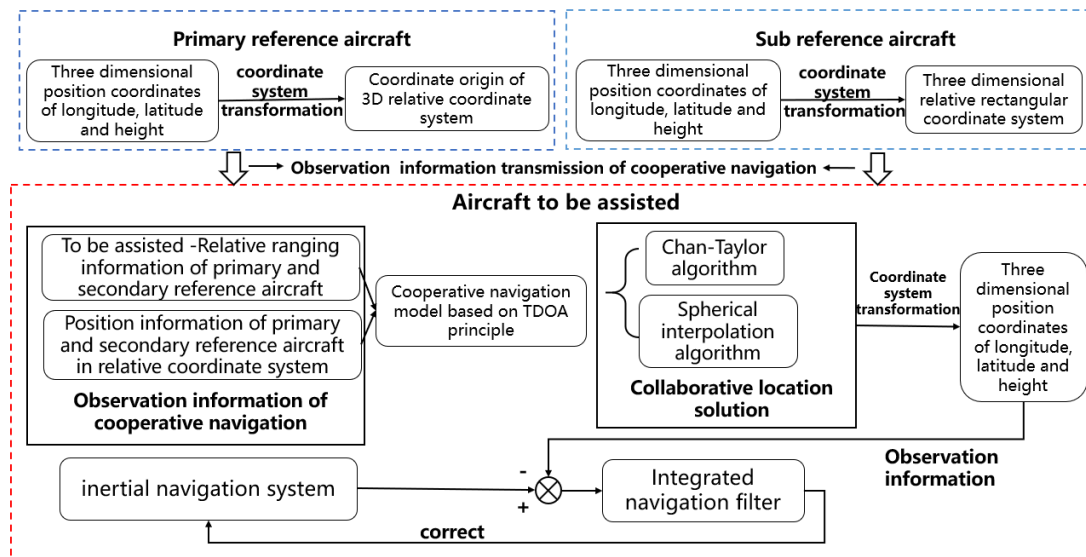 Primary reference aircraft
Three dimensional
position coordinates
of longitude, latitude
and height
coordinate
system
transformation
Coordinate origin of
3D relative coordinate
system
Sub reference aircraft
Three dimensional
position coordinates
of longitude, latitude
and height
coordinate
system
transformation
Three dimensional
relative rectangular
coordinate system
Observation information transmission of cooperative navigation
Aircraft to be assisted
To be assisted -Relative ranging
information of primary and
secondary reference aircraft
Position information of primary
and secondary reference aircraft
in relative coordinate system
Observation information of
cooperative navigation
Cooperative navigation
model based on TDOA
principle
Chan-Taylor
algorithm
Spherical
interpolation
algorithm
Collaborative location
solution
Coordinate
system
transformation
Three
dimensional
position
coordinates
of longitude,
latitude and
height
Observation
information
inertial navigation system
-
+
Integrated
navigation filter
correct